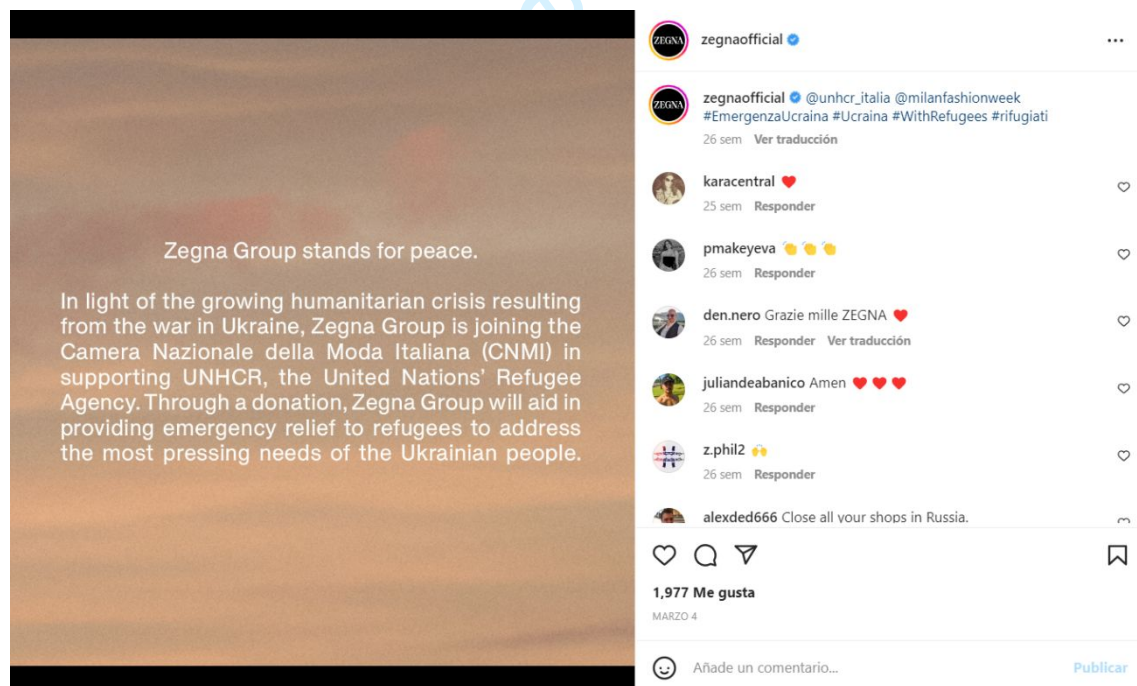 Zegna Group stands for peace.
In light of the growing humanitarian crisis resulting
from the war in Ukraine, Zegna Group is joining the
Camera Nazionale della Moda Italiana (CNMI) in
supporting UNHCR, the United Nations' Refugee
Agency. Through a donation, Zegna Group will aid in
providing emergency relief to refugees to address
the most pressing needs of the Ukrainian people.
ZEGNA
zegnaofficial
ZEGNA
zegnaofficial @unhcr_italia @milanfashionweek
#EmergenzaUcraina #Ucraina #WithRefugees #rifugiati
26 sem Ver traducción
karacentral ❤️
25 sem Responder
pmakeyeva 👏👏👏
26 sem Responder
den.nero Grazie mille ZEGNA ❤️
26 sem Responder Ver traducción
juliandeabanico Amen ❤️❤️❤️
26 sem Responder
z.phil2 🙌
26 sem Responder
alexded666 Close all your shops in Russia.
1,977 Me gusta
MARZO 4
Añade un comentario...
Publicar